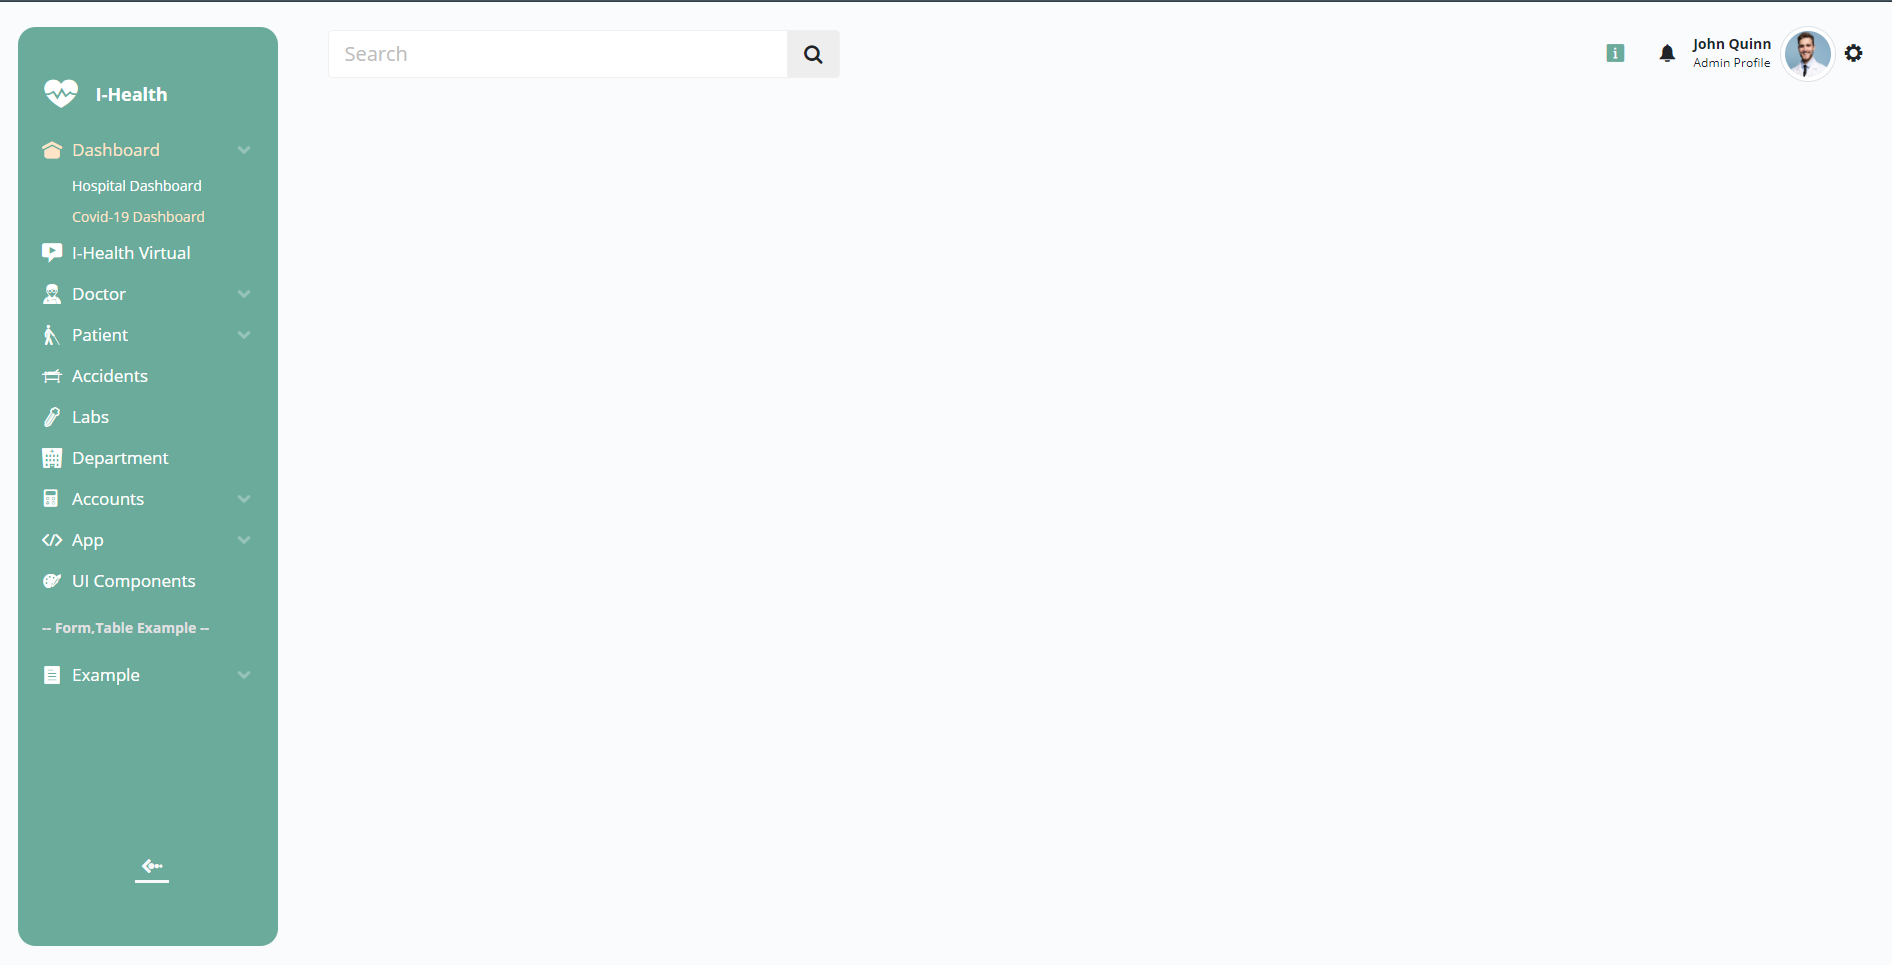 I-Health
Dashboard
Hospital Dashboard
Covid-19 Dashboard
I-Health Virtual
Doctor
Patient
Accidents
Labs
Department
Accounts
App
UI Components
-- Form,Table Example --
Example
Search
i
John Quinn
Admin Profile